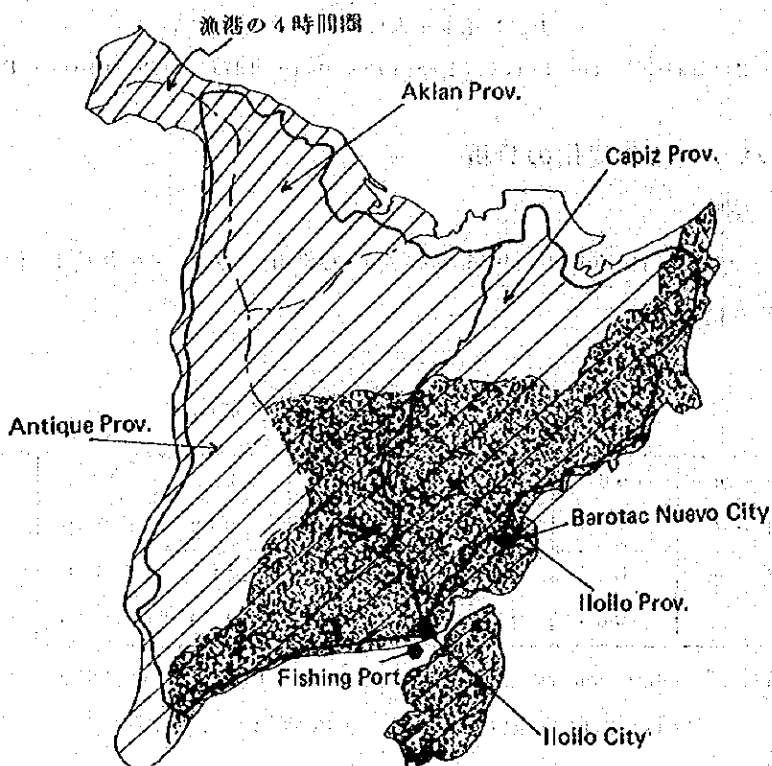 漁港の4時間圏
Aklan Prov.
Capiz Prov.
Antique Prov.
Barotac Nuevo City
Iloilo Prov.
Fishing Port
Iloilo City